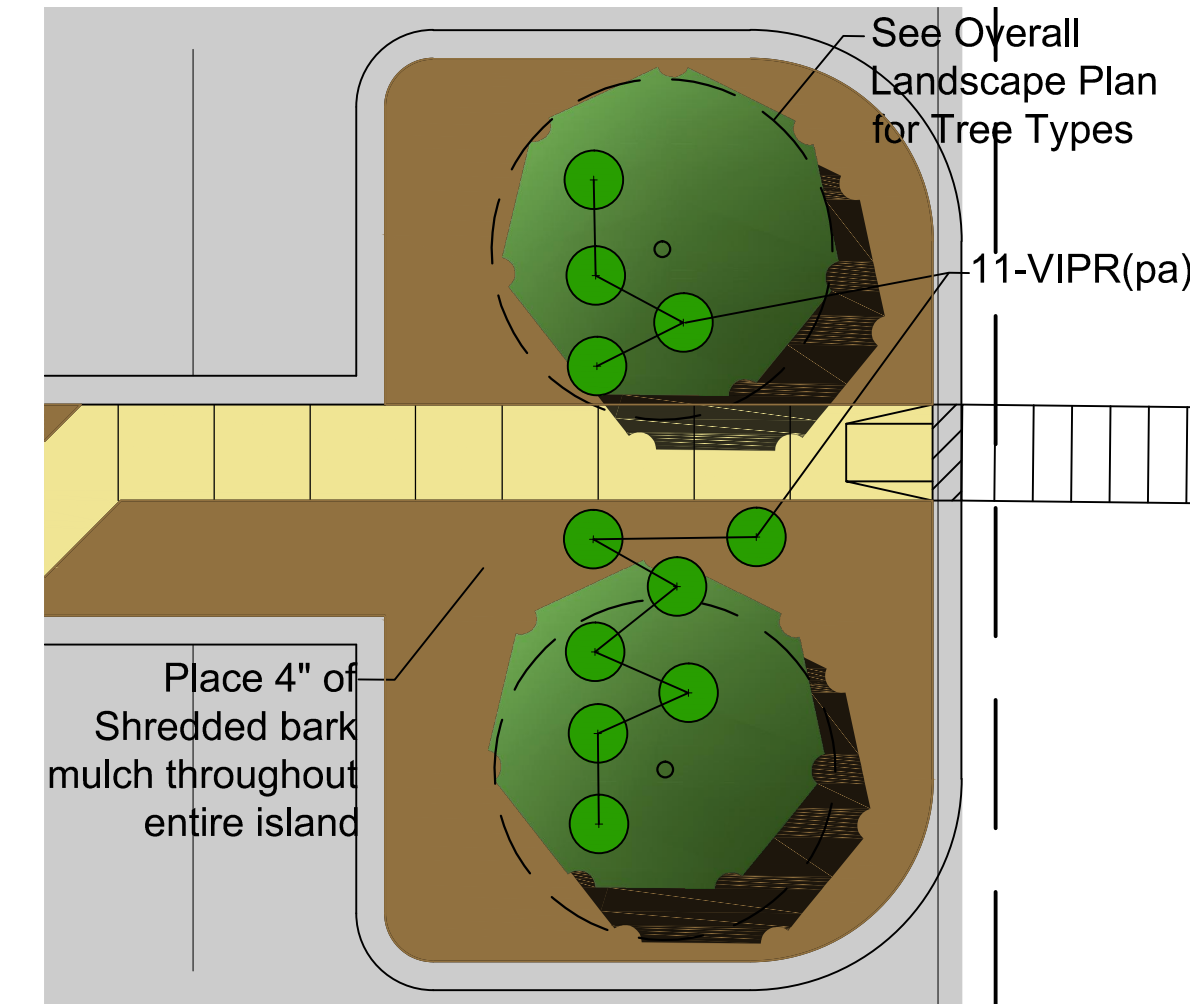 See Overall
Landscape Plan
for Tree Types
11-VIPR(pa)
Place 4" of
Shredded bark
mulch throughout
entire island